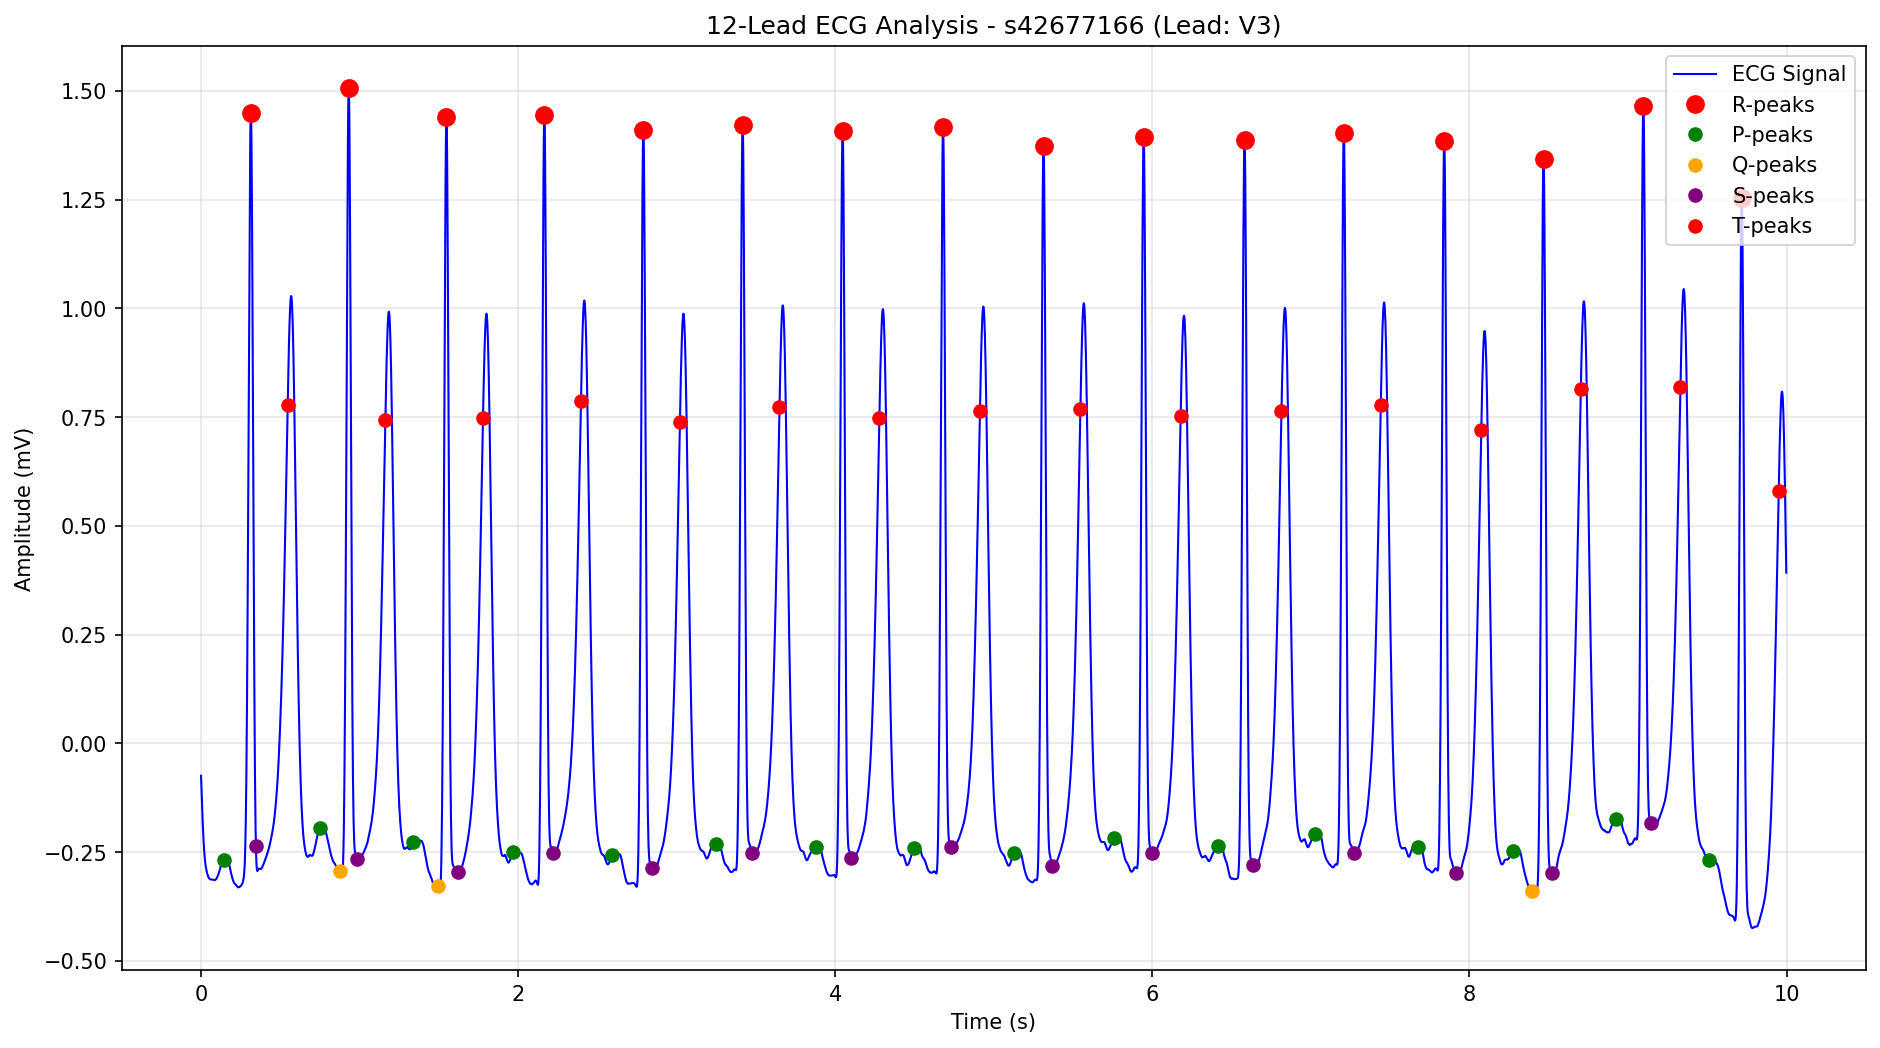 12-Lead ECG Analysis - s42677166 (Lead: V3)
ECG Signal
R-peaks
P-peaks
Q-peaks
S-peaks
T-peaks
1.50
1.25
1.00
0.75
0.50
0.25
0.00
−0.25
−0.50
Amplitude (mV)
0 2 4 6 8 10
Time (s)